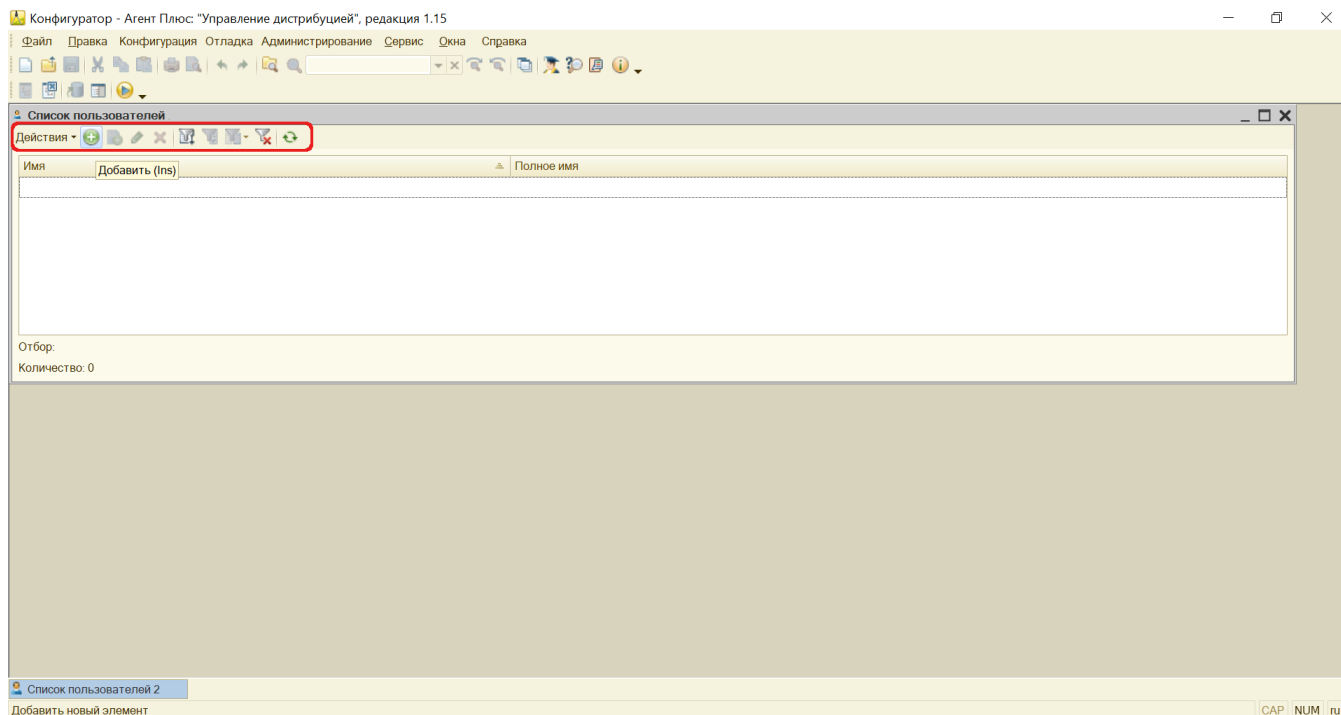 Конфигуратор - Агент Плюс: "Управление дистрибуцией", редакция 1.15
Файл Правка Конфигурация Отладка Администрирование Сервис Окна Справка
Список пользователей
Действия
Имя Полное имя
Добавить (Ins)
Отбор:
Количество: 0
Список пользователей 2
Добавить новый элемент CAP NUM ru